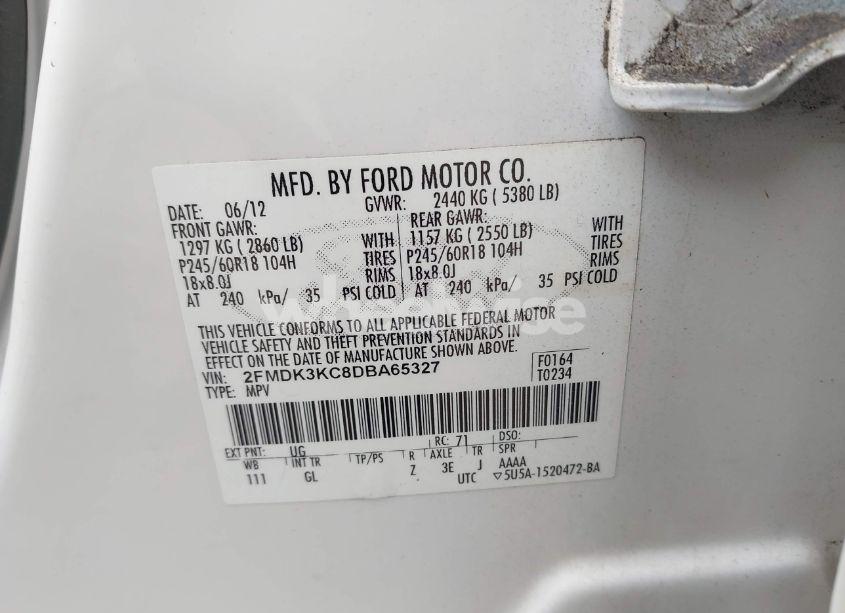 MFD. BY FORD MOTOR CO.
DATE: 06/12 GVWR: 2440 KG ( 5380 LB)
FRONT GAWR: REAR GAWR:
1297 KG ( 2860 LB) WITH 1157 KG ( 2550 LB) WITH
P245/60R18 104H TIRES P245/60R18 104H TIRES
18x8.0J RIMS 18x8.0J RIMS
AT 240 kPa/ 35 PSI COLD AT 240 kPa/ 35 PSI COLD
THIS VEHICLE CONFORMS TO ALL APPLICABLE FEDERAL MOTOR
VEHICLE SAFETY AND THEFT PREVENTION STANDARDS IN
EFFECT ON THE DATE OF MANUFACTURE SHOWN ABOVE.
VIN: 2FMDK3KC8DBA65327 F0164
TYPE: MPV T0234
EXT PNT: UG RC: 71 DSO:
WB INT TR TP/PS R AXLE TR SPR
111 GL Z 3E J AAAA
UTC ▽5U5A-1520472-BA
wheelwise